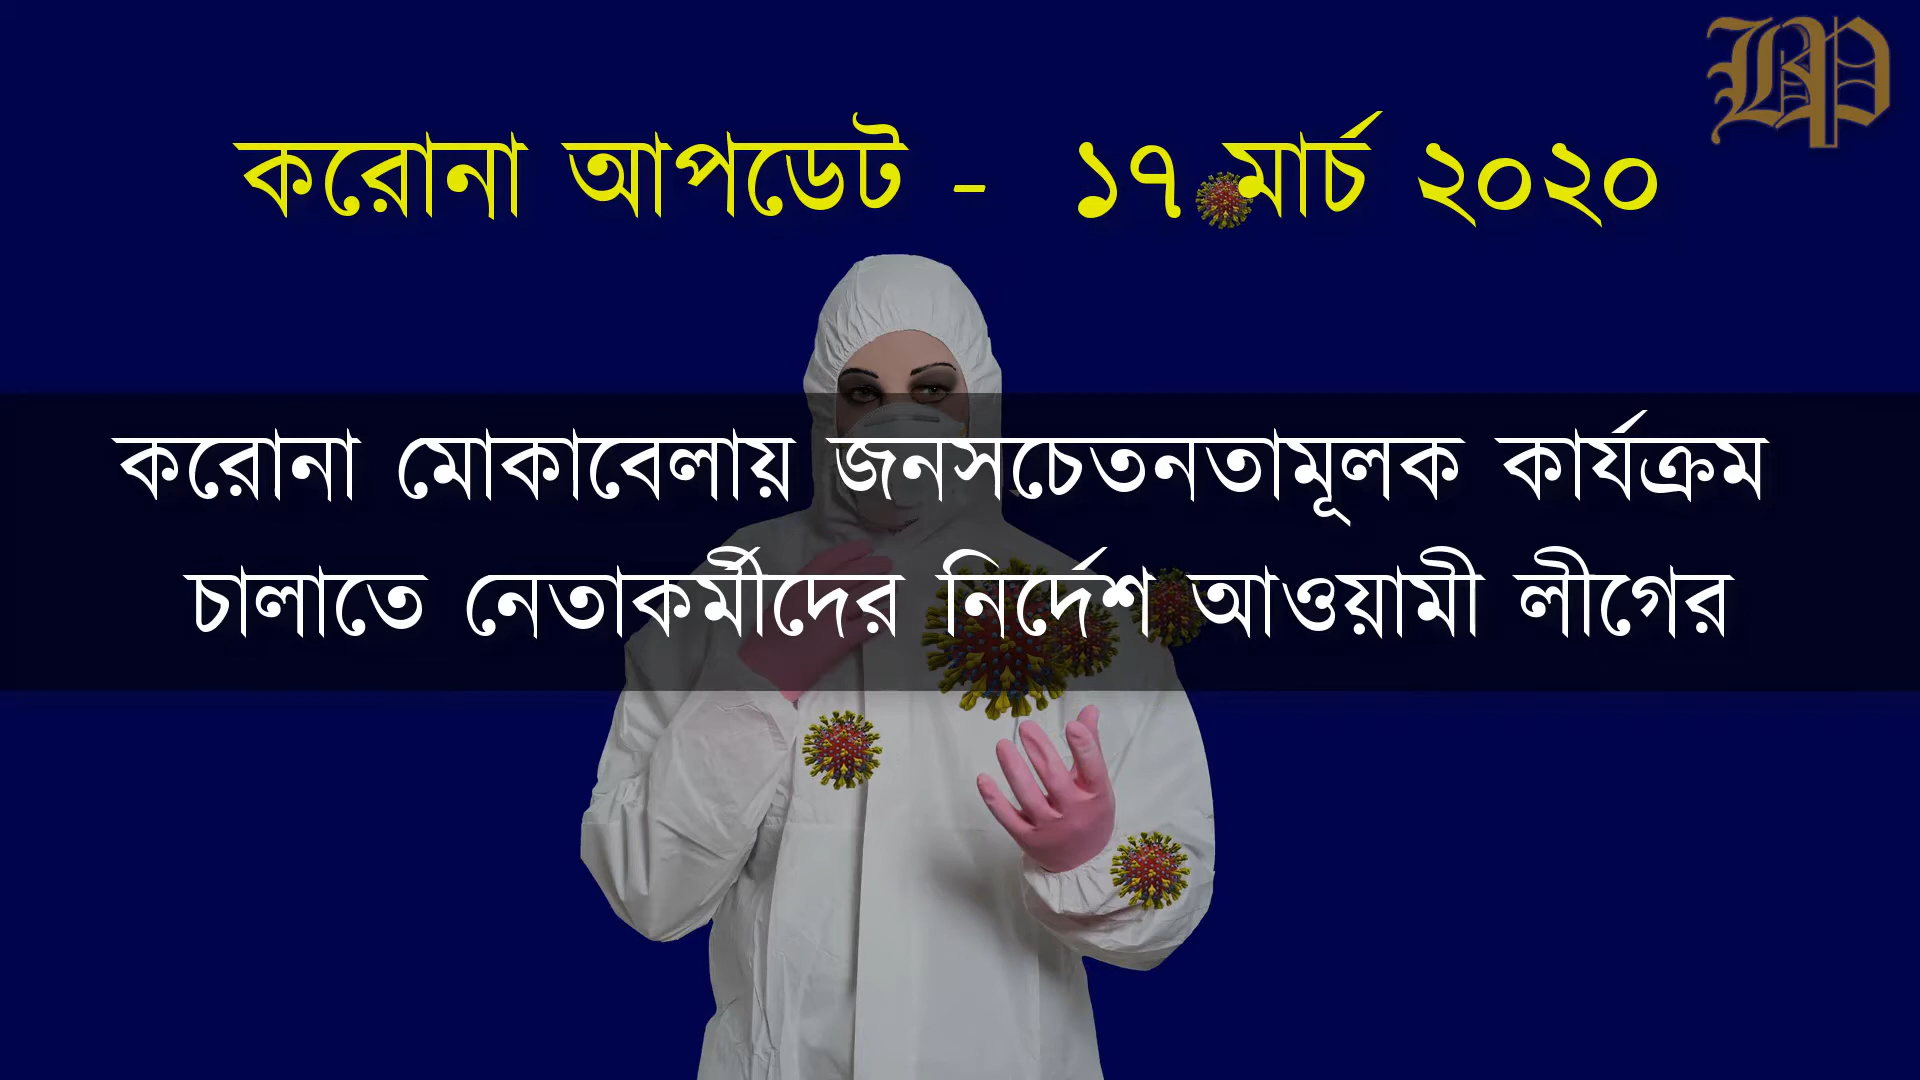 করোনা আপডেট - ১৭ মার্চ ২০২০
করোনা মোকাবেলায় জনসচেতনতামূলক কার্যক্রম
চালাতে নেতাকর্মীদের নির্দেশ আওয়ামী লীগের